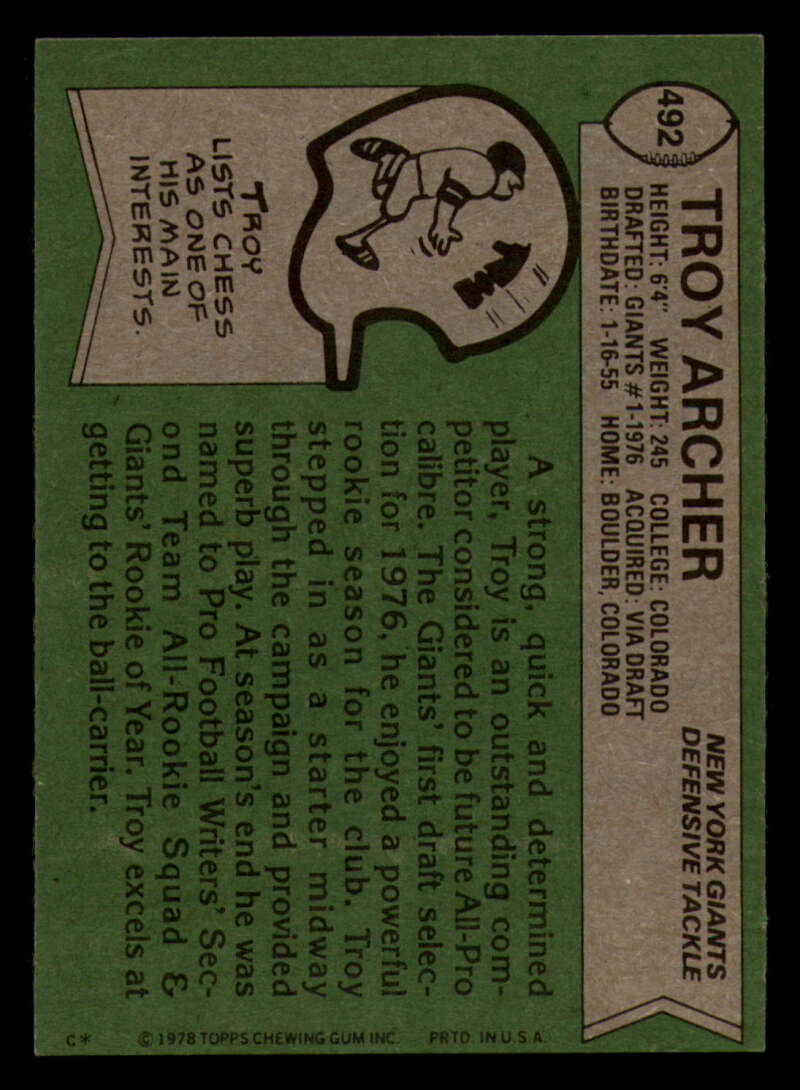 492
TROY ARCHER
NEW YORK GIANTS
DEFENSIVE TACKLE
HEIGHT: 6'4" WEIGHT: 245 COLLEGE: COLORADO
DRAFTED: GIANTS #1-1976 ACQUIRED: VIA DRAFT
BIRTHDATE: 1-16-55 HOME: BOULDER, COLORADO
TROY
LISTS CHESS
AS ONE OF
HIS MAIN
INTERESTS.
A strong, quick and determined
player, Troy is an outstanding com-
petitor considered to be future All-Pro
calibre. The Giants' first draft selec-
tion for 1976, he enjoyed a powerful
rookie season for the club. Troy
stepped in as a starter midway
through the campaign and provided
superb play. At season's end he was
named to Pro Football Writers' Sec-
ond Team All-Rookie Squad &
Giants' Rookie of Year. Troy excels at
getting to the ball-carrier.
C* © 1978 TOPPS CHEWING GUM INC. PRTD. IN U.S.A.